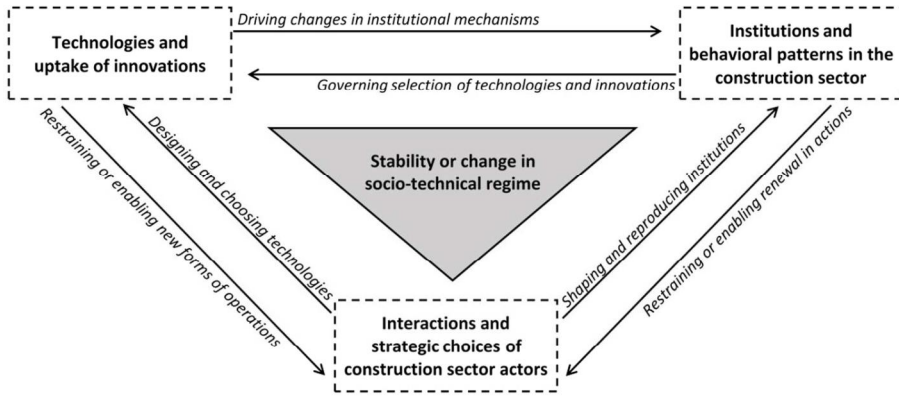 Driving changes in institutional mechanisms
Technologies and
uptake of innovations
Institutions and
behavioral patterns in the
construction sector
Governing selection of technologies and innovations
Restraining or enabling new forms of operations
Designing and choosing technologies
Stability or change in
socio-technical regime
Shaping and reproducing institutions
Restraining or enabling renewal in actions
Interactions and
strategic choices of
construction sector actors